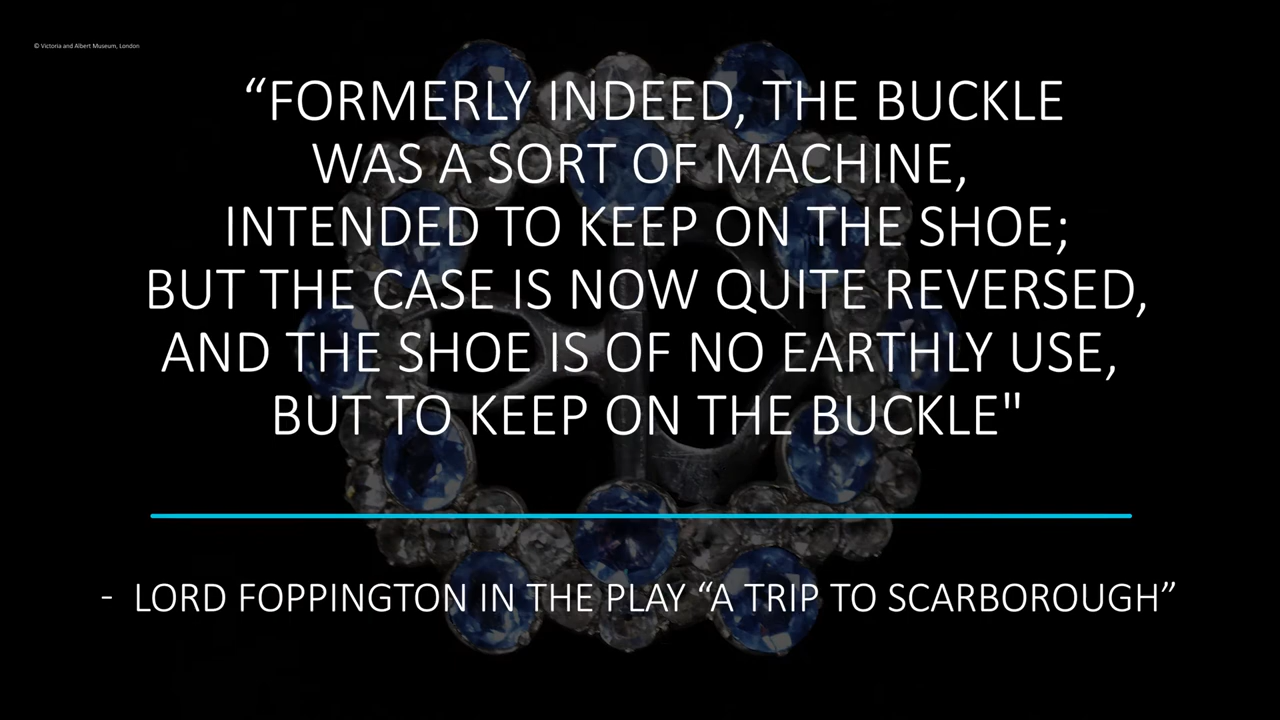 © Victoria and Albert Museum, London
“FORMERLY INDEED, THE BUCKLE
WAS A SORT OF MACHINE,
INTENDED TO KEEP ON THE SHOE;
BUT THE CASE IS NOW QUITE REVERSED,
AND THE SHOE IS OF NO EARTHLY USE,
BUT TO KEEP ON THE BUCKLE"
- LORD FOPPINGTON IN THE PLAY “A TRIP TO SCARBOROUGH”